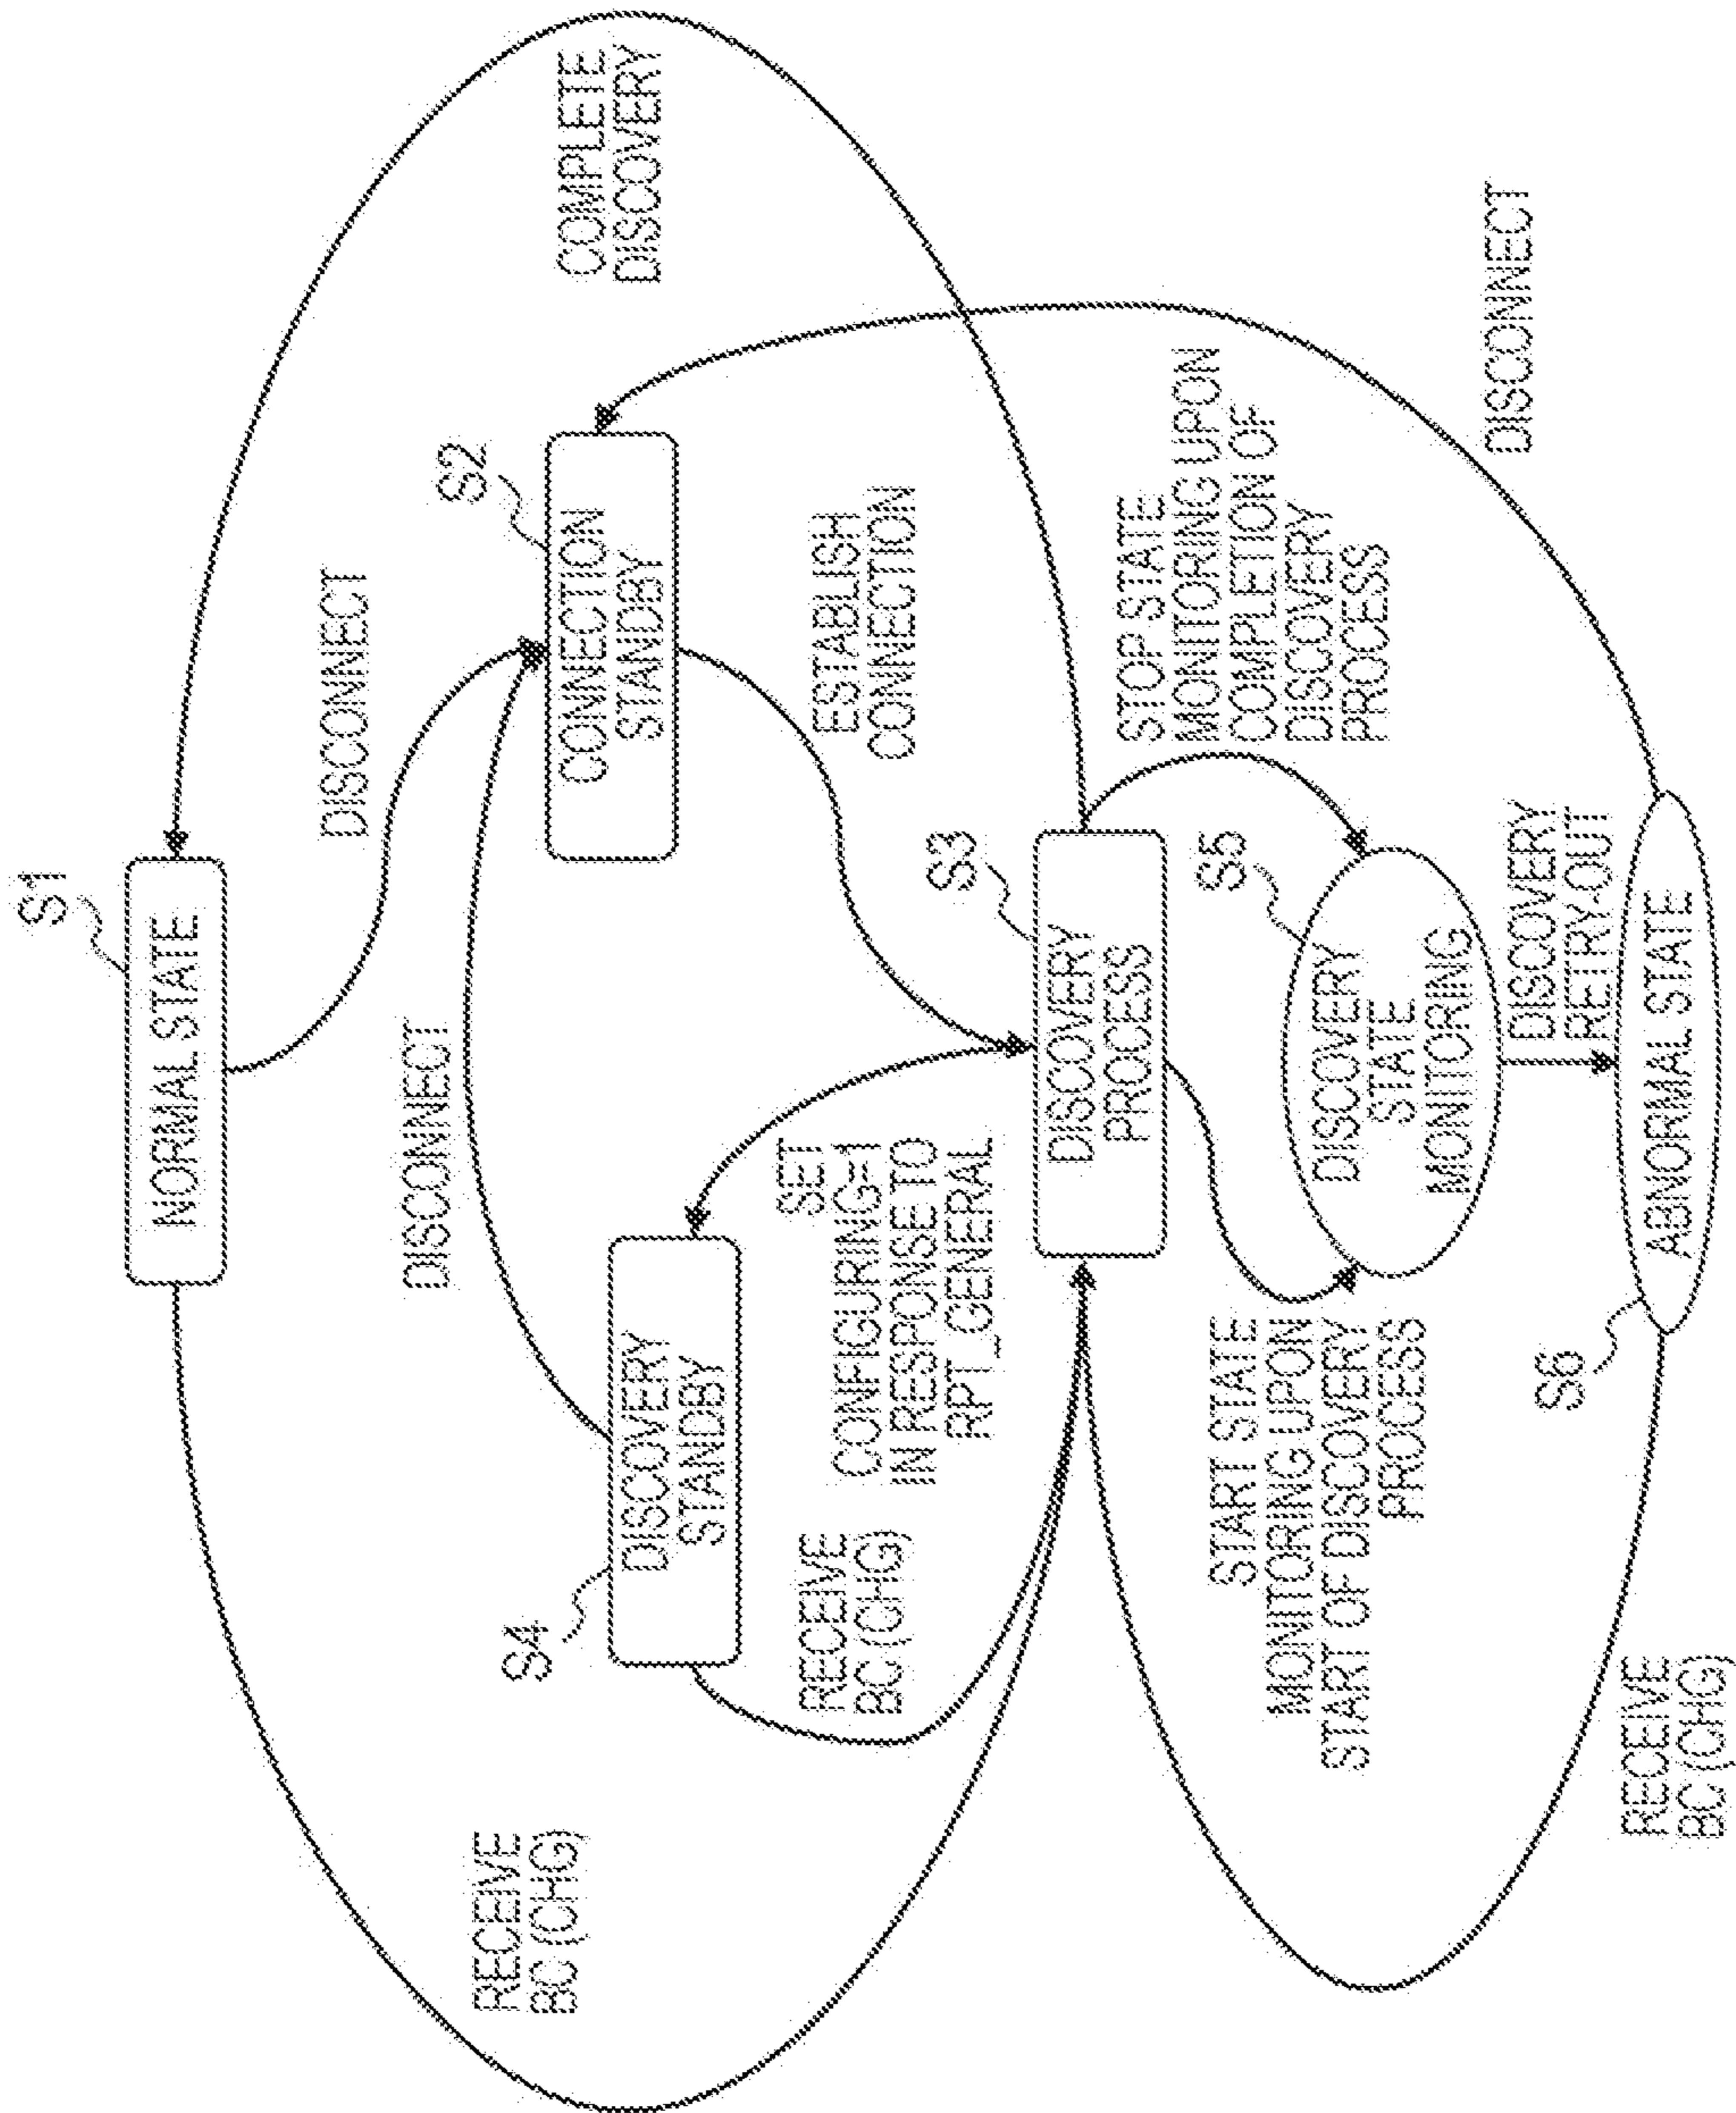 S1
NORMAL STATE
DISCONNECT
COMPLETE
DISCOVERY
RECEIVE
BC (CHG)
DISCONNECT
S2
CONNECTION
STANDBY
S4
DISCOVERY
STANDBY
ESTABLISH
CONNECTION
SET
CONFIGURING=1
IN RESPONSE TO
RPT_GENERAL
RECEIVE
BC (CHG)
S3
DISCOVERY
PROCESS
STOP STATE
MONITORING UPON
COMPLETION OF
DISCOVERY
PROCESS
START STATE
MONITORING UPON
START OF DISCOVERY
PROCESS
S5
DISCOVERY
STATE
MONITORING
DISCONNECT
DISCOVERY
RETRY-OUT
S6
ABNORMAL STATE
RECEIVE
BC (CHG)